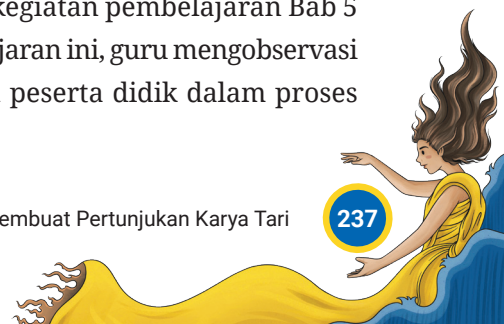 kegiatan pembelajaran Bab 5
jaran ini, guru mengobservasi
peserta didik dalam proses
embuat Pertunjukan Karya Tari
237